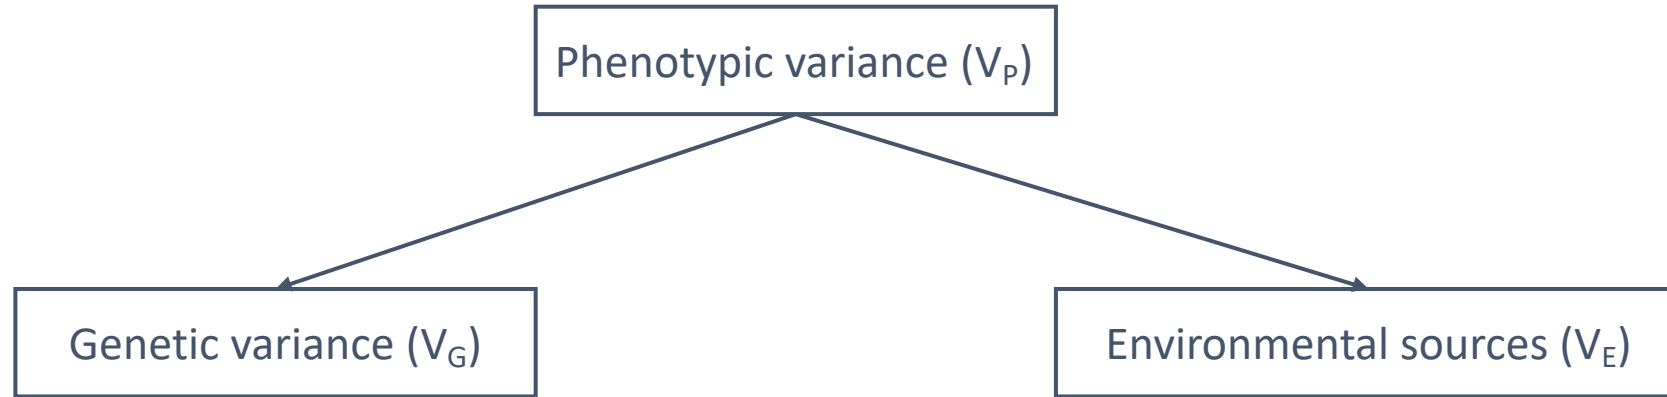 Phenotypic variance (VP)
Genetic variance (VG)
Environmental sources (VE)